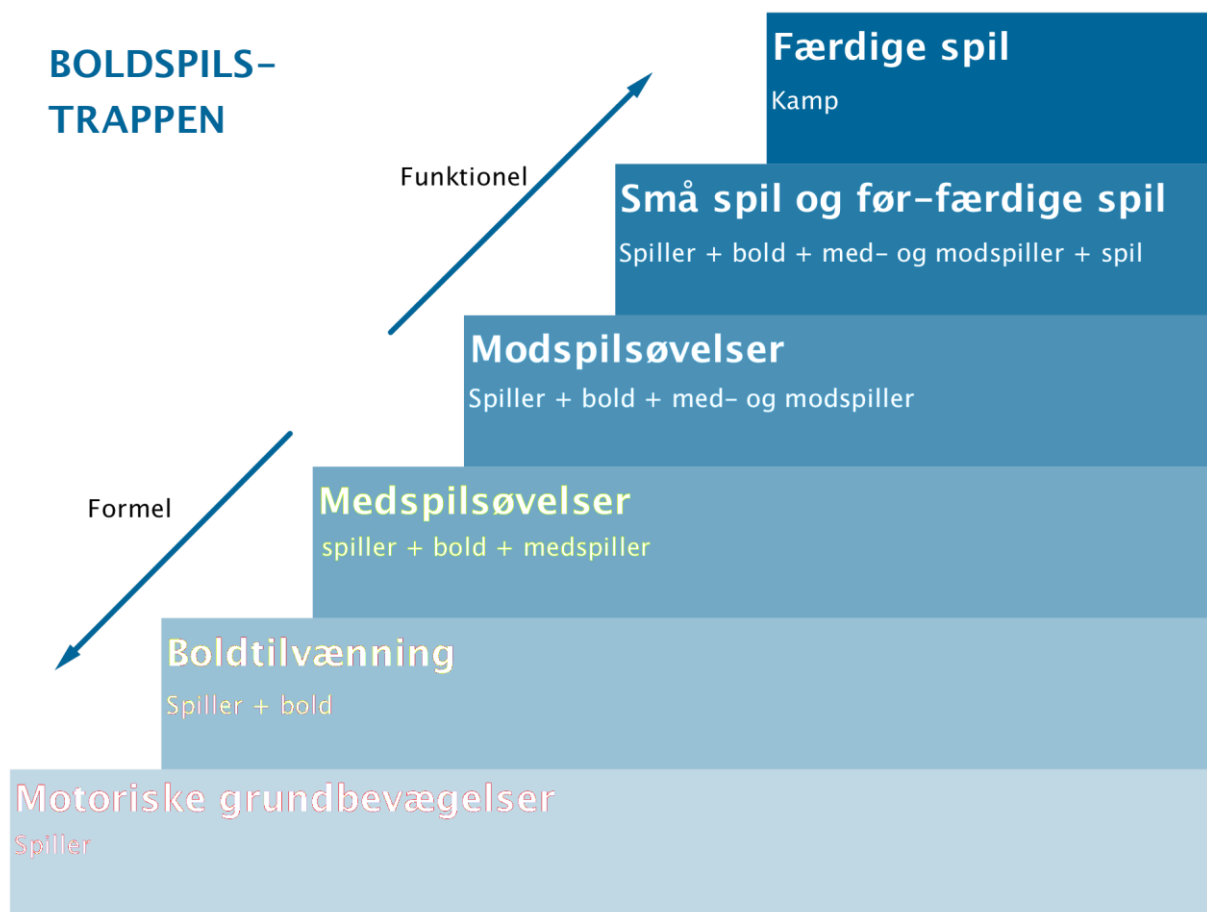 BOLDSPILS-
TRAPPEN
Færdige spil
Kamp
Funktionel
Små spil og før-færdige spil
Spiller + bold + med- og modspiller + spil
Modspilsøvelser
Spiller + bold + med- og modspiller
Formel
Medspilsøvelser
spiller + bold + medspiller
Boldtilvænning
Spiller + bold
Motoriske grundbevægelser
Spiller